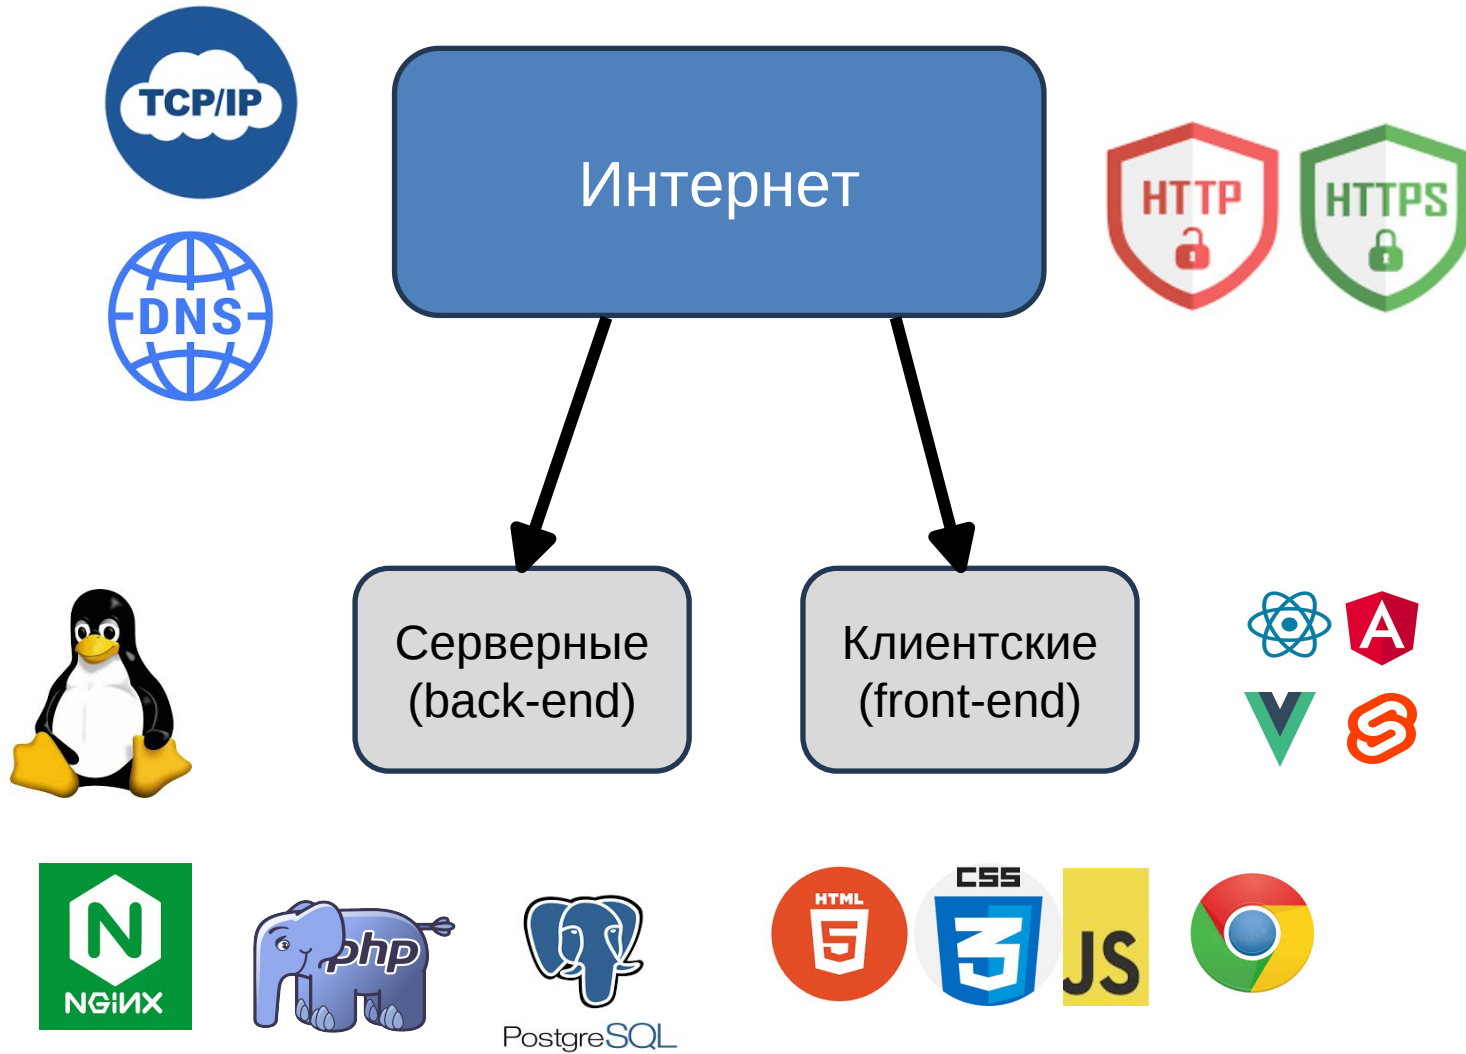 TCP/IP
Интернет
HTTP
HTTPS
DNS
Серверные
(back-end)
Клиентские
(front-end)
A
N
NGiNX
php
PostgreSQL
HTML
5
CSS
3
JS